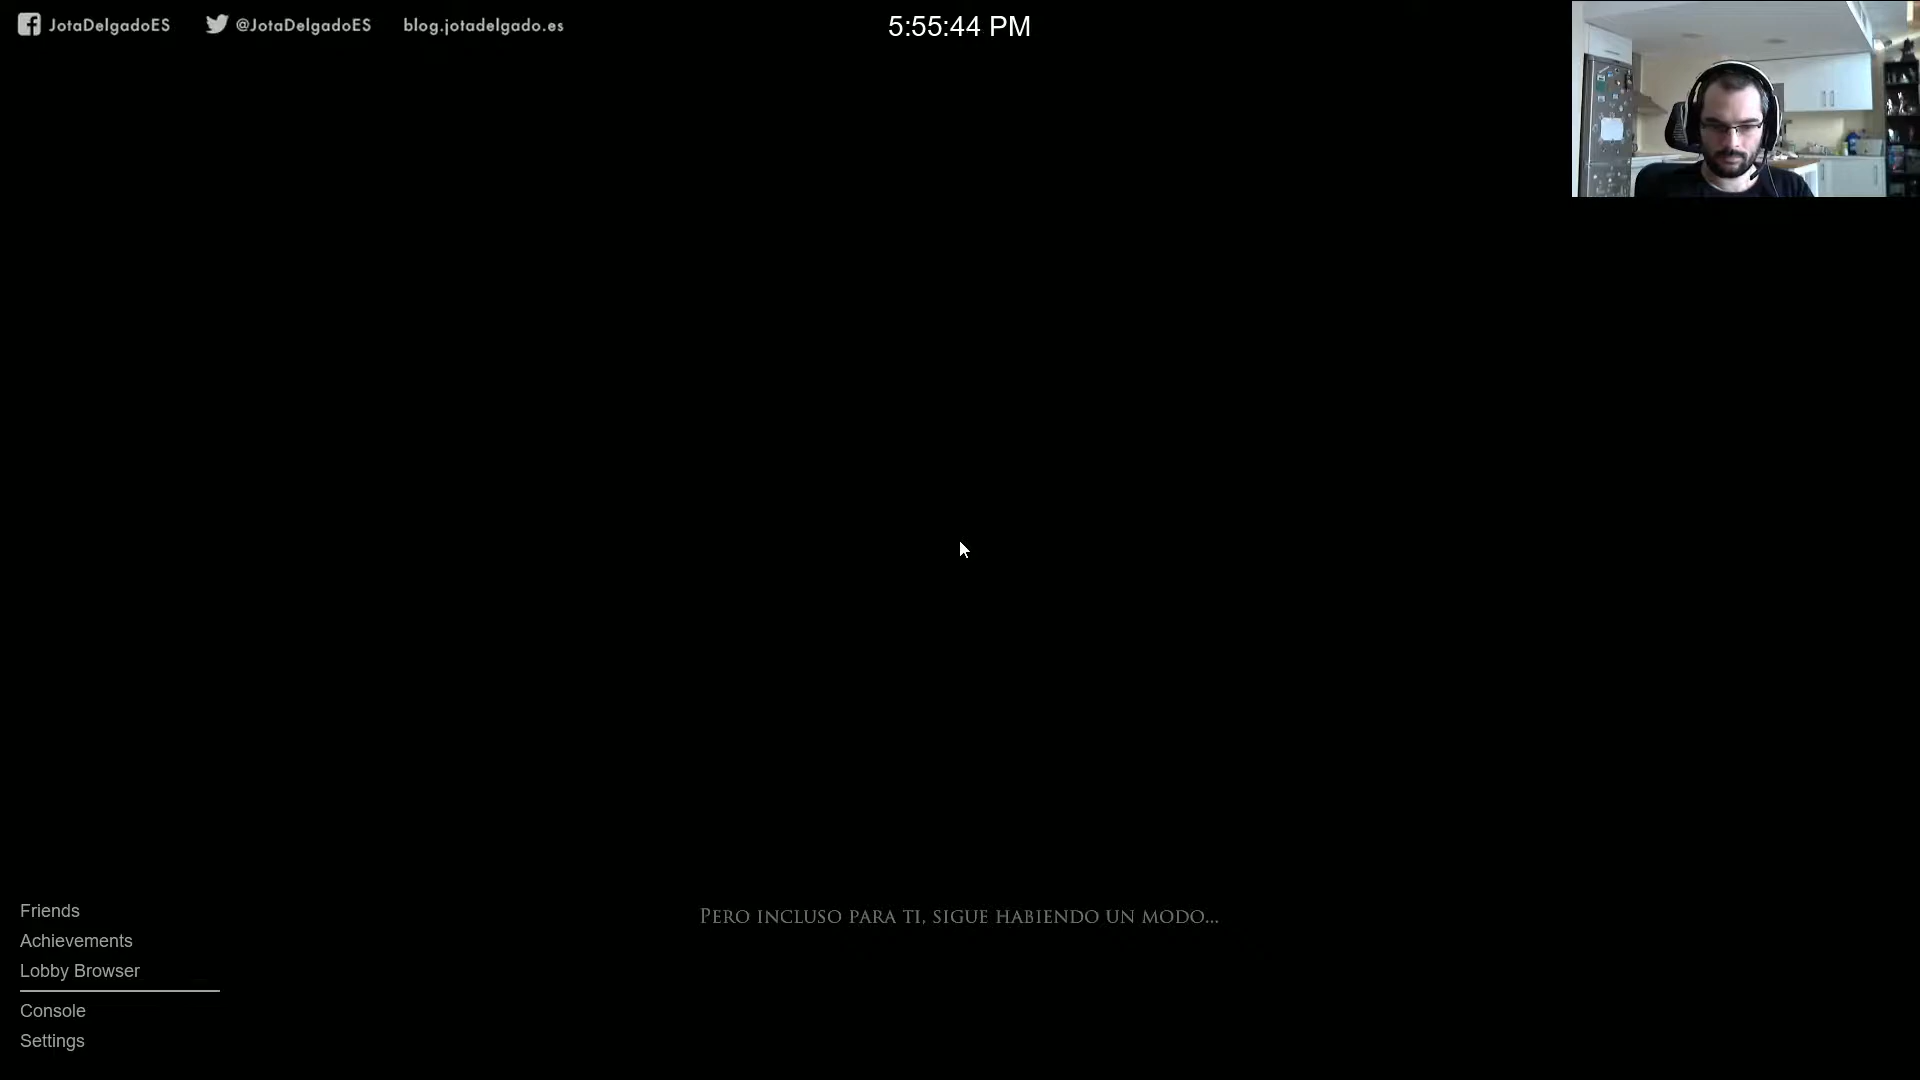 JotaDelgadoES @JotaDelgadoES blog.jotadelgado.es 5:55:44 PM
Pero incluso para ti, sigue habiendo un modo...
Friends
Achievements
Lobby Browser
Console
Settings